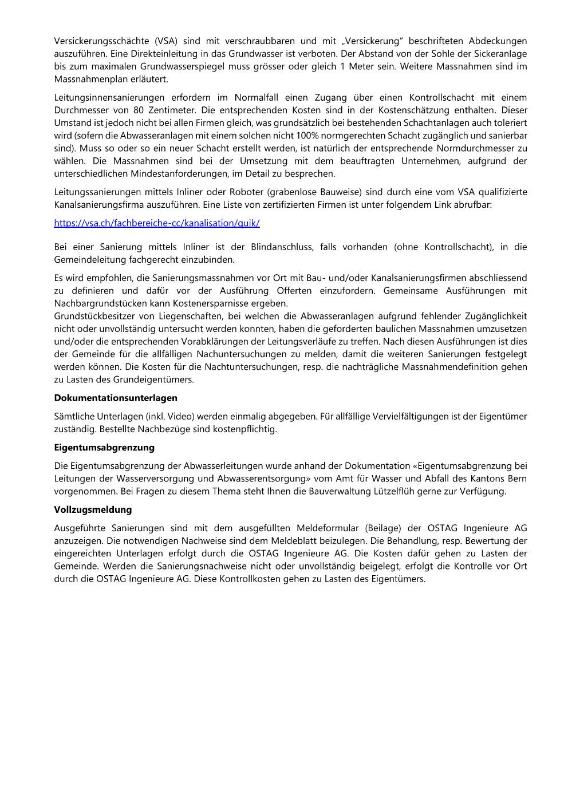 Versickerungsschächte (VSA) sind mit verschraubbaren und mit „Versickerung“ beschrifteten Abdeckungen
auszuführen. Eine Direkteinleitung in das Grundwasser ist verboten. Der Abstand von der Sohle der Sickeranlage
bis zum maximalen Grundwasserspiegel muss grösser oder gleich 1 Meter sein. Weitere Massnahmen sind im
Massnahmenplan erläutert.
Leitungsinnensanierungen erfordern im Normalfall einen Zugang über einen Kontrollschacht mit einem
Durchmesser von 80 Zentimeter. Die entsprechenden Kosten sind in der Kostenschätzung enthalten. Dieser
Umstand ist jedoch nicht bei allen Firmen gleich, was grundsätzlich bei bestehenden Schachtanlagen auch toleriert
wird (sofern die Abwasseranlagen mit einem solchen nicht 100% normgerechten Schacht zugänglich und sanierbar
sind). Muss so oder so ein neuer Schacht erstellt werden, ist natürlich der entsprechende Normdurchmesser zu
wählen. Die Massnahmen sind bei der Umsetzung mit dem beauftragten Unternehmen, aufgrund der
unterschiedlichen Mindestanforderungen, im Detail zu besprechen.
Leitungssanierungen mittels Inliner oder Roboter (grabenlose Bauweise) sind durch eine vom VSA qualifizierte
Kanalsanierungsfirma auszuführen. Eine Liste von zertifizierten Firmen ist unter folgendem Link abrufbar:
https://vsa.ch/fachbereiche-cc/kanalisation/quik/
Bei einer Sanierung mittels Inliner ist der Blindanschluss, falls vorhanden (ohne Kontrollschacht), in die
Gemeindeleitung fachgerecht einzubinden.
Es wird empfohlen, die Sanierungsmassnahmen vor Ort mit Bau- und/oder Kanalsanierungsfirmen abschliessend
zu definieren und dafür vor der Ausführung Offerten einzufordern. Gemeinsame Ausführungen mit
Nachbargrundstücken kann Kostenersparnisse ergeben.
Grundstückbesitzer von Liegenschaften, bei welchen die Abwasseranlagen aufgrund fehlender Zugänglichkeit
nicht oder unvollständig untersucht werden konnten, haben die geforderten baulichen Massnahmen umzusetzen
und/oder die entsprechenden Vorabklärungen der Leitungsverläufe zu treffen. Nach diesen Ausführungen ist dies
der Gemeinde für die allfälligen Nachuntersuchungen zu melden, damit die weiteren Sanierungen festgelegt
werden können. Die Kosten für die Nachtuntersuchungen, resp. die nachträgliche Massnahmendefinition gehen
zu Lasten des Grundeigentümers.
Dokumentationsunterlagen
Sämtliche Unterlagen (inkl. Video) werden einmalig abgegeben. Für allfällige Vervielfältigungen ist der Eigentümer
zuständig. Bestellte Nachbezüge sind kostenpflichtig.
Eigentumsabgrenzung
Die Eigentumsabgrenzung der Abwasserleitungen wurde anhand der Dokumentation «Eigentumsabgrenzung bei
Leitungen der Wasserversorgung und Abwasserentsorgung» vom Amt für Wasser und Abfall des Kantons Bern
vorgenommen. Bei Fragen zu diesem Thema steht Ihnen die Bauverwaltung Lützelflüh gerne zur Verfügung.
Vollzugsmeldung
Ausgeführte Sanierungen sind mit dem ausgefüllten Meldeformular (Beilage) der OSTAG Ingenieure AG
anzuzeigen. Die notwendigen Nachweise sind dem Meldeblatt beizulegen. Die Behandlung, resp. Bewertung der
eingereichten Unterlagen erfolgt durch die OSTAG Ingenieure AG. Die Kosten dafür gehen zu Lasten der
Gemeinde. Werden die Sanierungsnachweise nicht oder unvollständig beigelegt, erfolgt die Kontrolle vor Ort
durch die OSTAG Ingenieure AG. Diese Kontrollkosten gehen zu Lasten des Eigentümers.